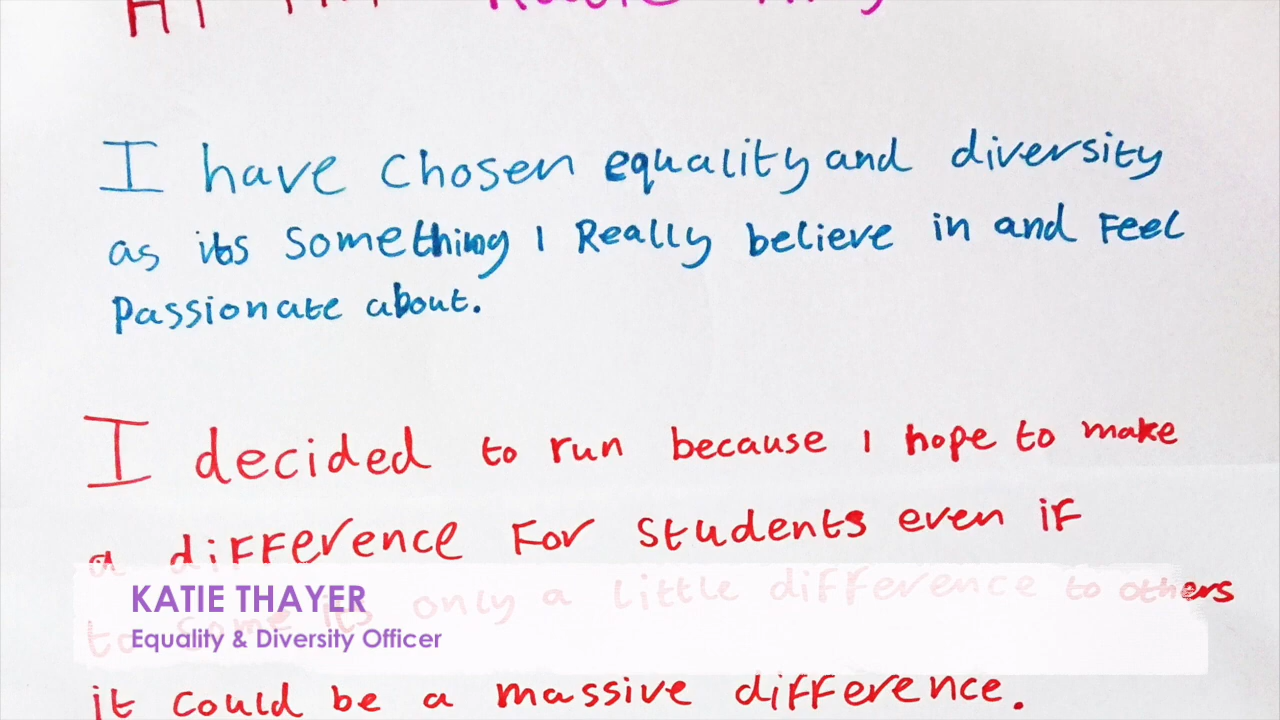 I have chosen equality and diversity
as its something I Really believe in and Feel
Passionate about.
I decided to run because I hope to make
a difference For students even if
to some its only a little difference to others
KATIE THAYER
Equality & Diversity Officer
it could be a massive difference.